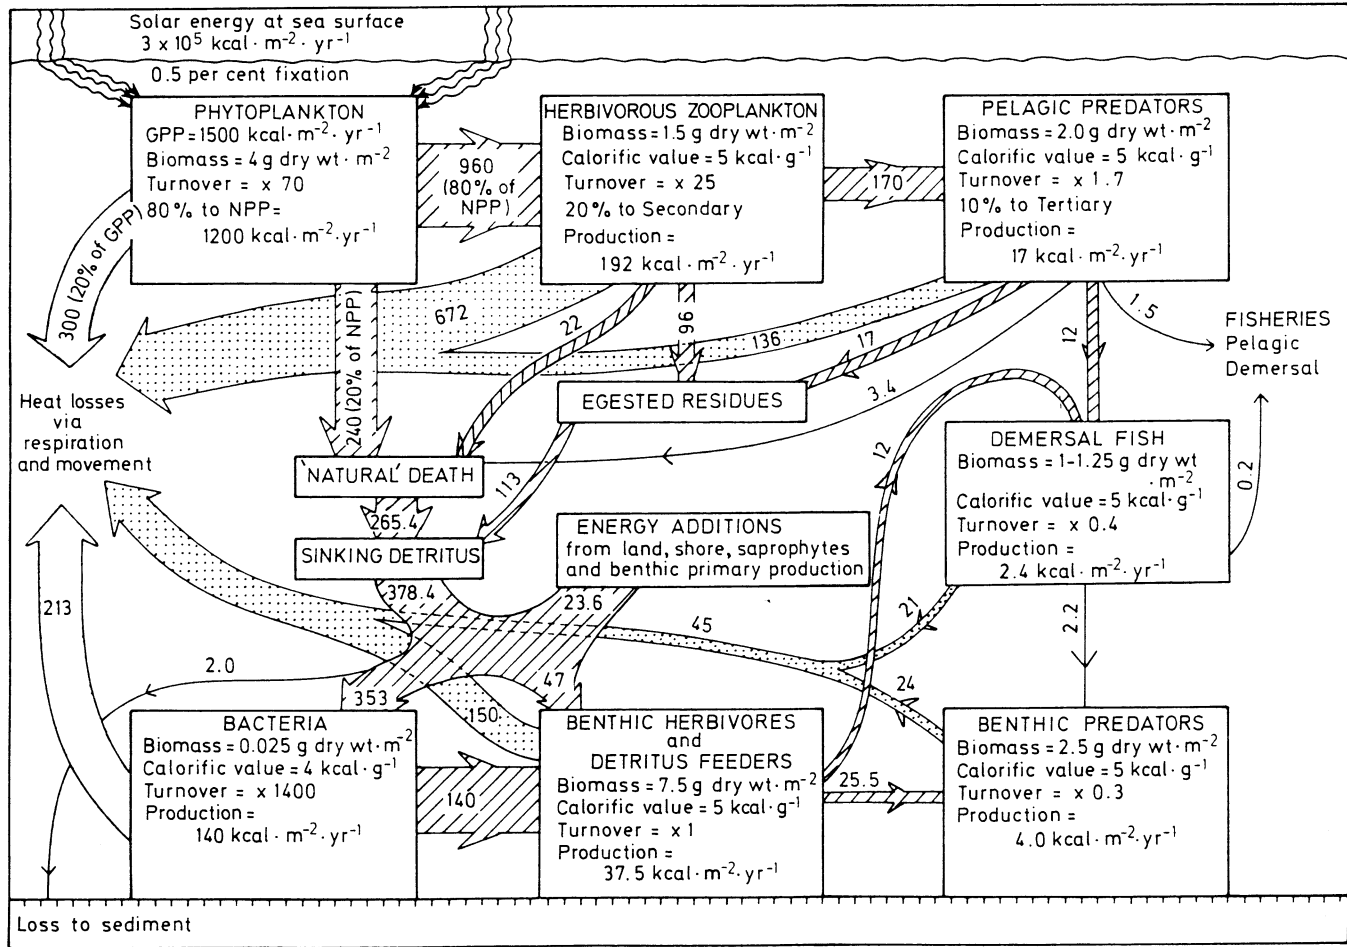 Solar energy at sea surface
3 x 10⁵ kcal · m⁻² · yr⁻¹
0.5 per cent fixation
PHYTOPLANKTON
GPP = 1500 kcal · m⁻² · yr⁻¹
Biomass = 4 g dry wt · m⁻²
Turnover = x 70
80% to NPP =
1200 kcal · m⁻² · yr⁻¹
960
(80% of
NPP)
HERBIVOROUS ZOOPLANKTON
Biomass = 1.5 g dry wt · m⁻²
Calorific value = 5 kcal · g⁻¹
Turnover = x 25
20% to Secondary
Production =
192 kcal · m⁻² · yr⁻¹
170
PELAGIC PREDATORS
Biomass = 2.0 g dry wt · m⁻²
Calorific value = 5 kcal · g⁻¹
Turnover = x 1.7
10% to Tertiary
Production =
17 kcal · m⁻² · yr⁻¹
300 (20% of GPP)
672
240 (20% of NPP)
22
96
136
17
3.4
12
1.5
FISHERIES
Pelagic
Demersal
Heat losses
via
respiration
and movement
EGESTED RESIDUES
'NATURAL' DEATH
113
265.4
SINKING DETRITUS
ENERGY ADDITIONS
from land, shore, saprophytes
and benthic primary production
12
DEMERSAL FISH
Biomass = 1–1.25 g dry wt
· m⁻²
Calorific value = 5 kcal · g⁻¹
Turnover = x 0.4
Production =
2.4 kcal · m⁻² · yr⁻¹
0.2
213
378.4
23.6
45
21
2.2
2.0
353
47
150
24
BACTERIA
Biomass = 0.025 g dry wt · m⁻²
Calorific value = 4 kcal · g⁻¹
Turnover = x 1400
Production =
140 kcal · m⁻² · yr⁻¹
140
BENTHIC HERBIVORES
and
DETRITUS FEEDERS
Biomass = 7.5 g dry wt · m⁻²
Calorific value = 5 kcal · g⁻¹
Turnover = x 1
Production =
37.5 kcal · m⁻² · yr⁻¹
25.5
BENTHIC PREDATORS
Biomass = 2.5 g dry wt · m⁻²
Calorific value = 5 kcal · g⁻¹
Turnover = x 0.3
Production =
4.0 kcal · m⁻² · yr⁻¹
Loss to sediment